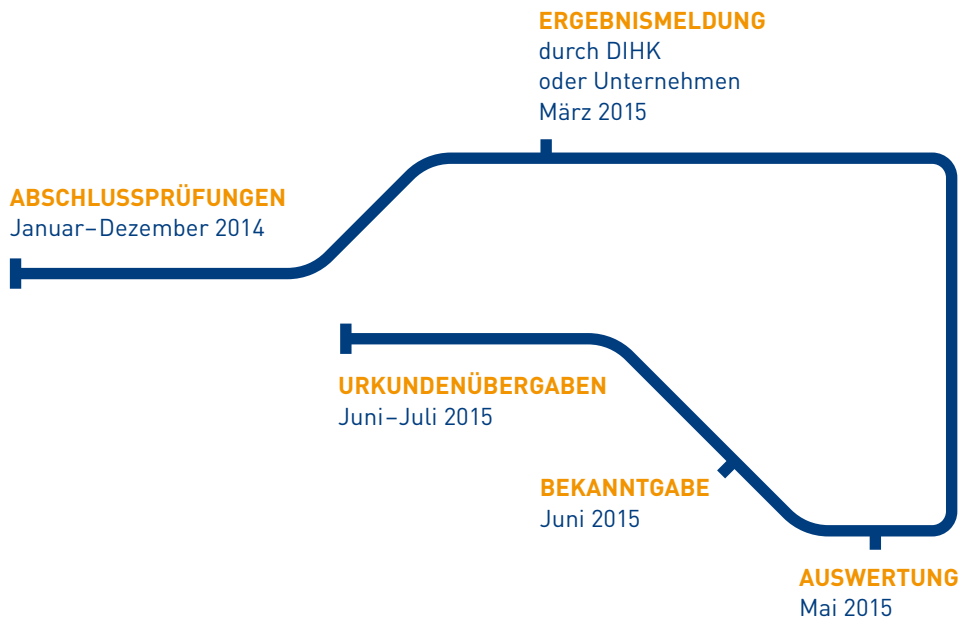 ERGEBNISMELDUNG
durch DIHK
oder Unternehmen
März 2015
ABSCHLUSSPRÜFUNGEN
Januar–Dezember 2014
URKUNDENÜBERGABEN
Juni–Juli 2015
BEKANNTGABE
Juni 2015
AUSWERTUNG
Mai 2015